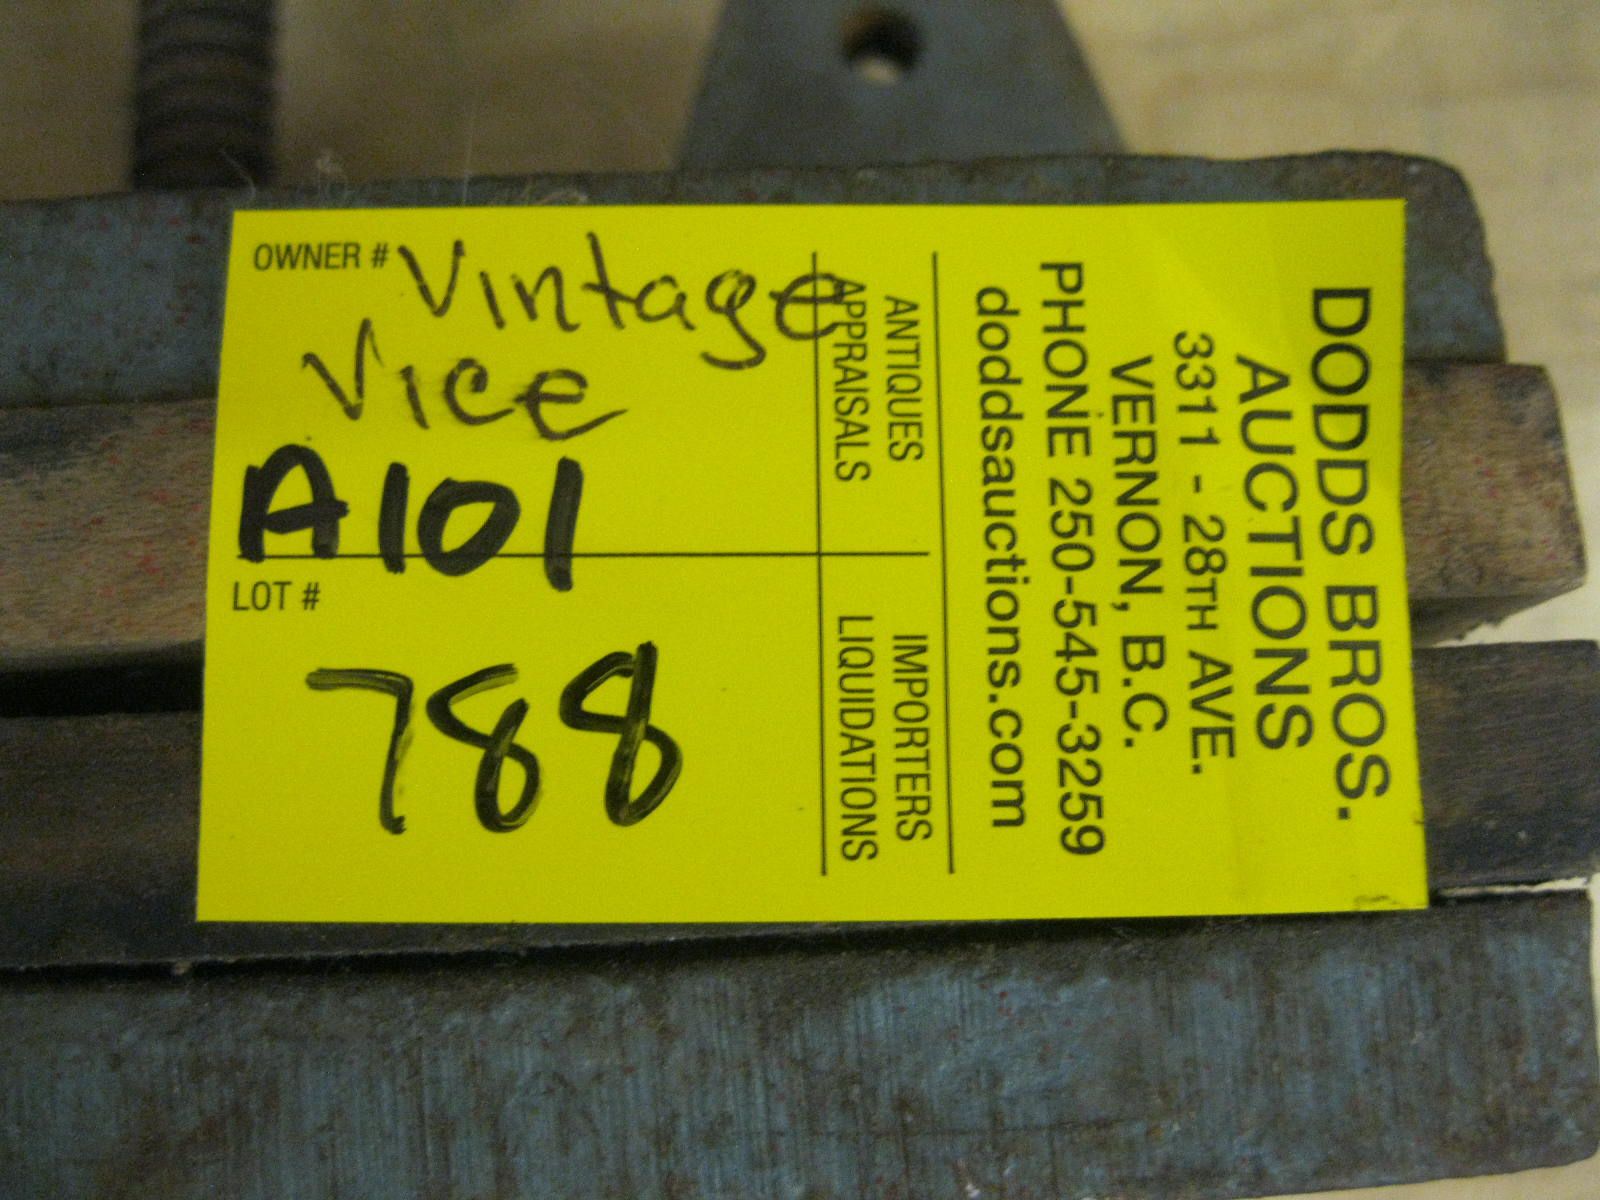 OWNER # Vintage
Vice
A101
LOT #
788
DODDS BROS.
AUCTIONS
3311 - 28TH AVE.
VERNON, B.C.
PHONE 250-545-3259
doddsauctions.com
ANTIQUES
APPRAISALS
IMPORTERS
LIQUIDATIONS